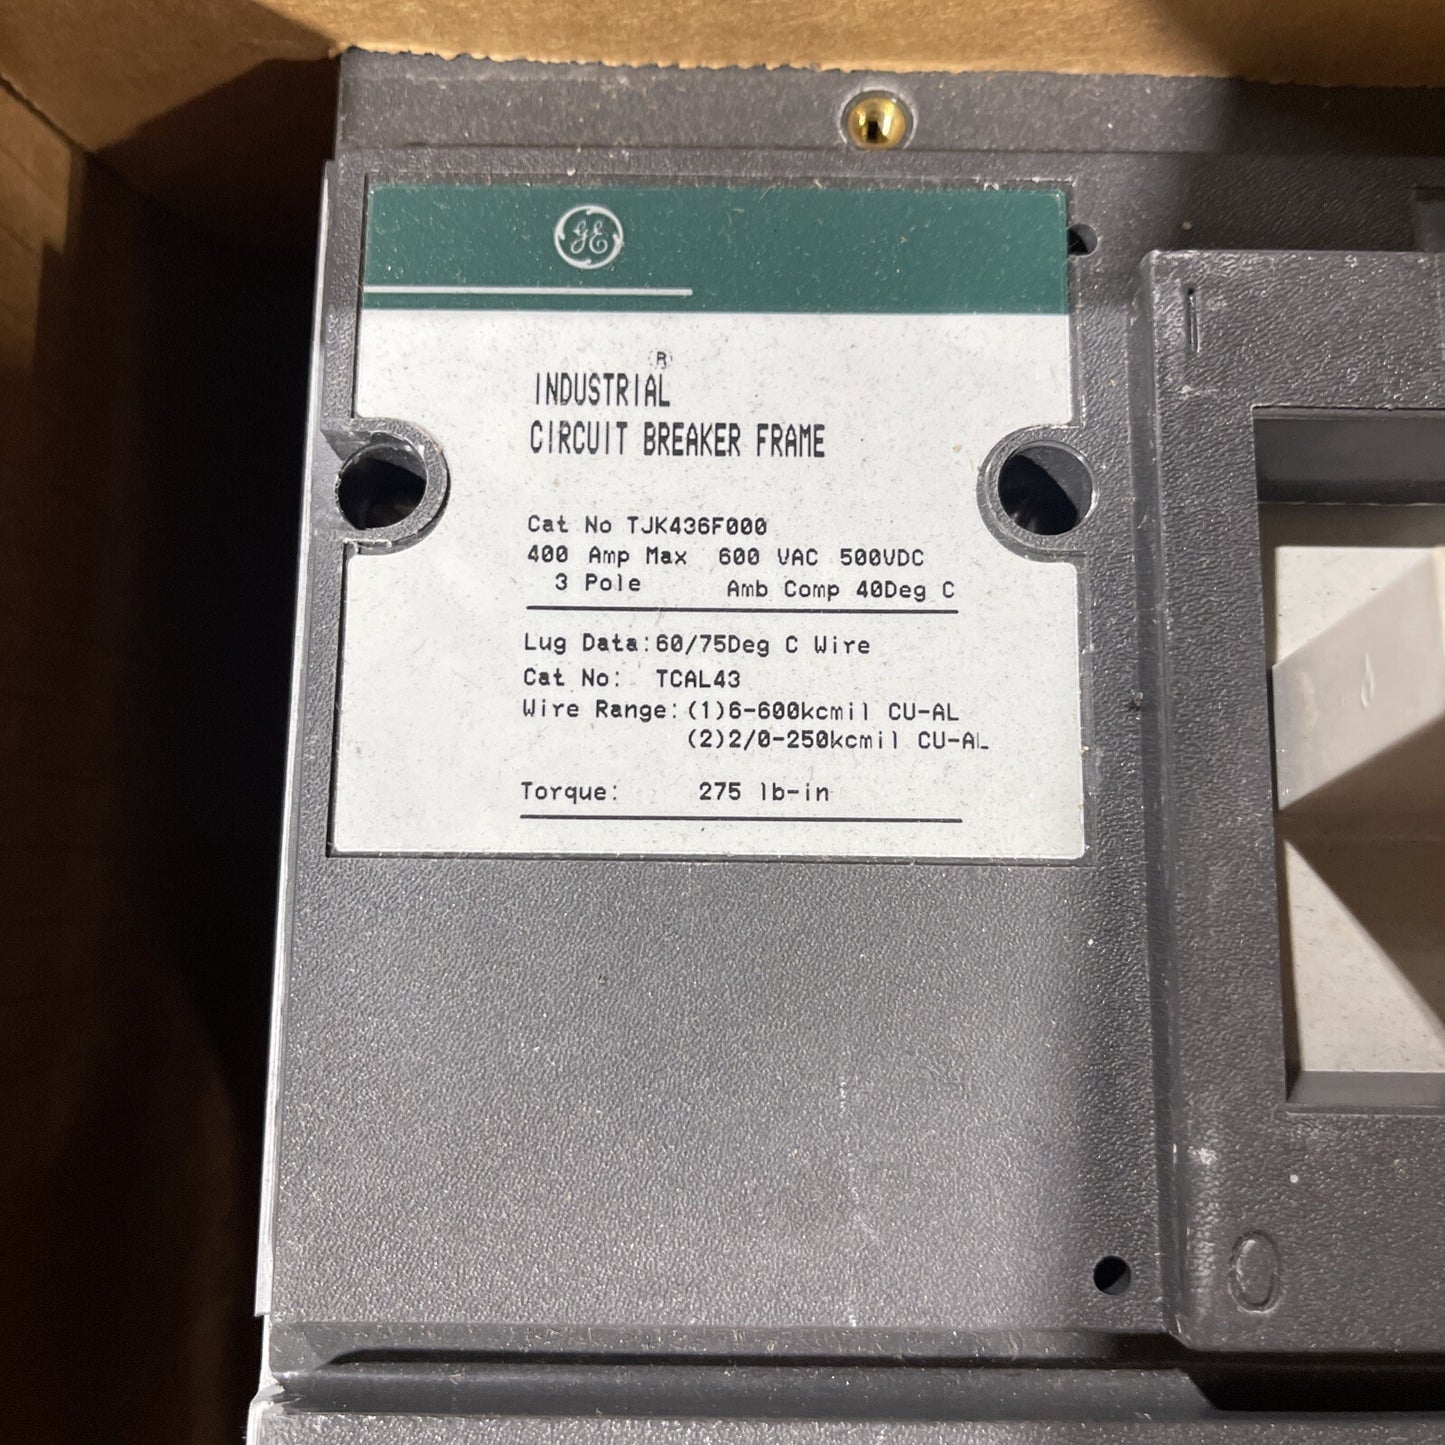 GE
®
INDUSTRIAL
CIRCUIT BREAKER FRAME
Cat No TJK436F000
400 Amp Max 600 VAC 500VDC
3 Pole Amb Comp 40Deg C
Lug Data:60/75Deg C Wire
Cat No: TCAL43
Wire Range:(1)6-600kcmil CU-AL
(2)2/0-250kcmil CU-AL
Torque: 275 lb-in
I
O